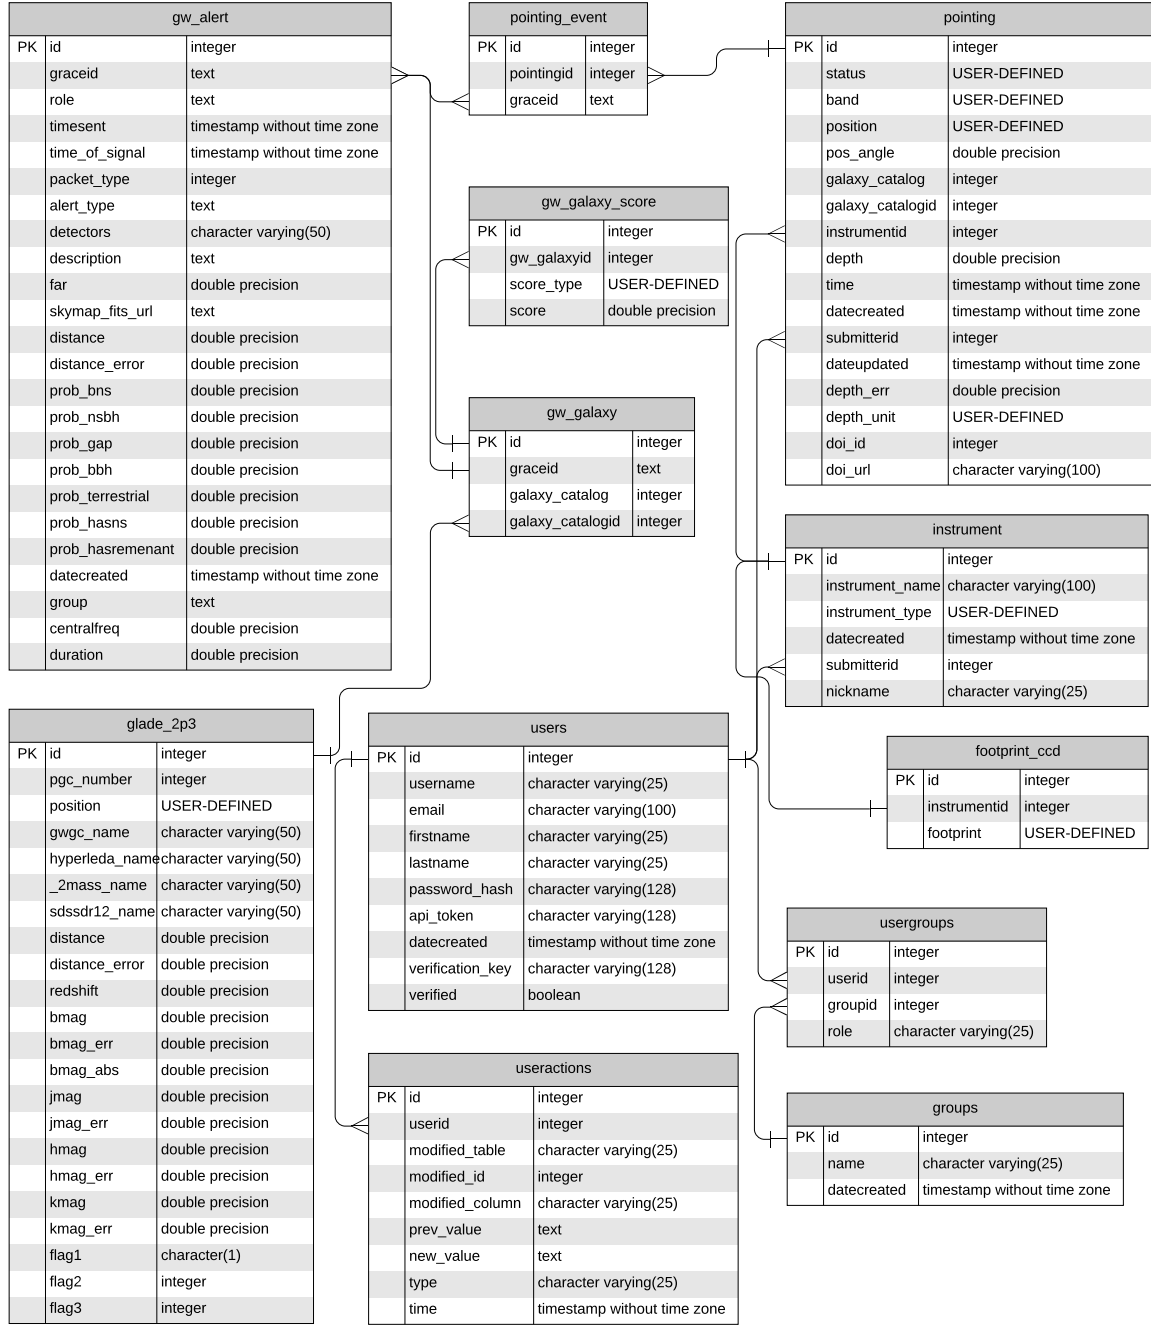 gw_alert
PK id integer
graceid text
role text
timesent timestamp without time zone
time_of_signal timestamp without time zone
packet_type integer
alert_type text
detectors character varying(50)
description text
far double precision
skymap_fits_url text
distance double precision
distance_error double precision
prob_bns double precision
prob_nsbh double precision
prob_gap double precision
prob_bbh double precision
prob_terrestrial double precision
prob_hasns double precision
prob_hasremenant double precision
datecreated timestamp without time zone
group text
centralfreq double precision
duration double precision
pointing_event
PK id integer
pointingid integer
graceid text
pointing
PK id integer
status USER-DEFINED
band USER-DEFINED
position USER-DEFINED
pos_angle double precision
galaxy_catalog integer
galaxy_catalogid integer
instrumentid integer
depth double precision
time timestamp without time zone
datecreated timestamp without time zone
submitterid integer
dateupdated timestamp without time zone
depth_err double precision
depth_unit USER-DEFINED
doi_id integer
doi_url character varying(100)
gw_galaxy_score
PK id integer
gw_galaxyid integer
score_type USER-DEFINED
score double precision
gw_galaxy
PK id integer
graceid text
galaxy_catalog integer
galaxy_catalogid integer
instrument
PK id integer
instrument_name character varying(100)
instrument_type USER-DEFINED
datecreated timestamp without time zone
submitterid integer
nickname character varying(25)
glade_2p3
PK id integer
pgc_number integer
position USER-DEFINED
gwgc_name character varying(50)
hyperleda_name character varying(50)
_2mass_name character varying(50)
sdssdr12_name character varying(50)
distance double precision
distance_error double precision
redshift double precision
bmag double precision
bmag_err double precision
bmag_abs double precision
jmag double precision
jmag_err double precision
hmag double precision
hmag_err double precision
kmag double precision
kmag_err double precision
flag1 character(1)
flag2 integer
flag3 integer
users
PK id integer
username character varying(25)
email character varying(100)
firstname character varying(25)
lastname character varying(25)
password_hash character varying(128)
api_token character varying(128)
datecreated timestamp without time zone
verification_key character varying(128)
verified boolean
footprint_ccd
PK id integer
instrumentid integer
footprint USER-DEFINED
usergroups
PK id integer
userid integer
groupid integer
role character varying(25)
useractions
PK id integer
userid integer
modified_table character varying(25)
modified_id integer
modified_column character varying(25)
prev_value text
new_value text
type character varying(25)
time timestamp without time zone
groups
PK id integer
name character varying(25)
datecreated timestamp without time zone